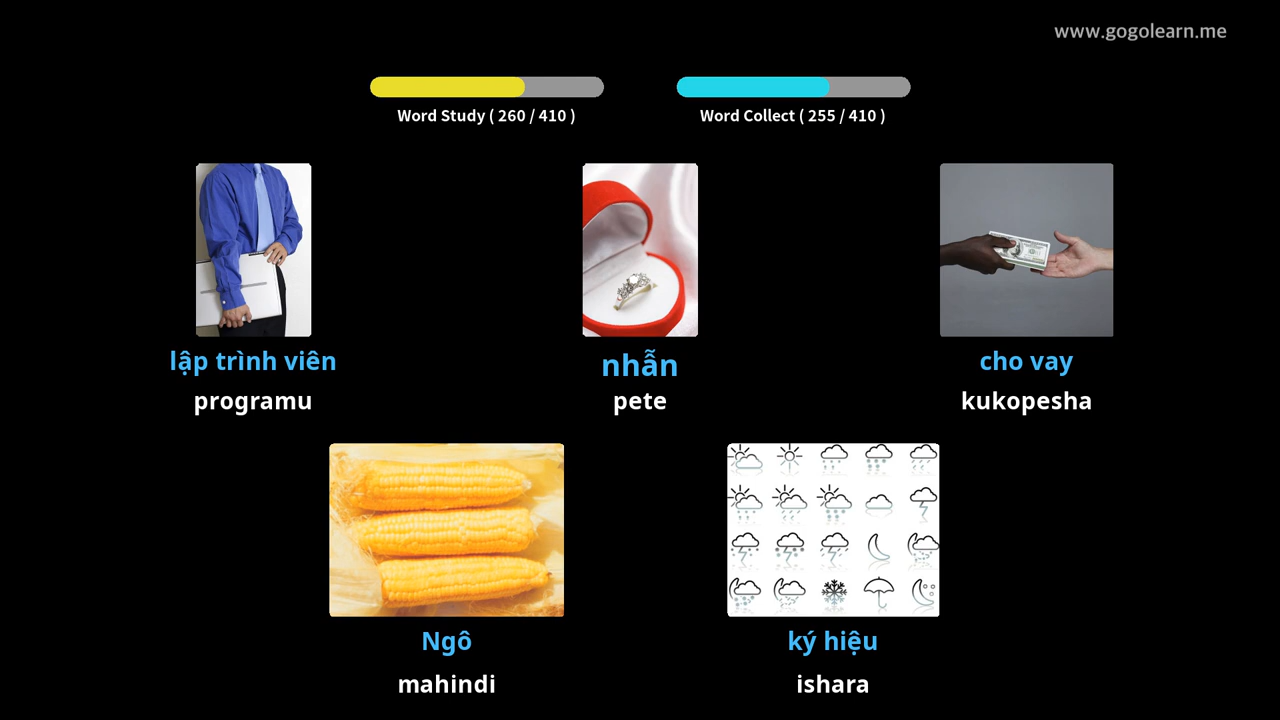 www.gogolearn.me
Word Study ( 260 / 410 )
Word Collect ( 255 / 410 )
lập trình viên
programu
nhẫn
pete
cho vay
kukopesha
Ngô
mahindi
ký hiệu
ishara